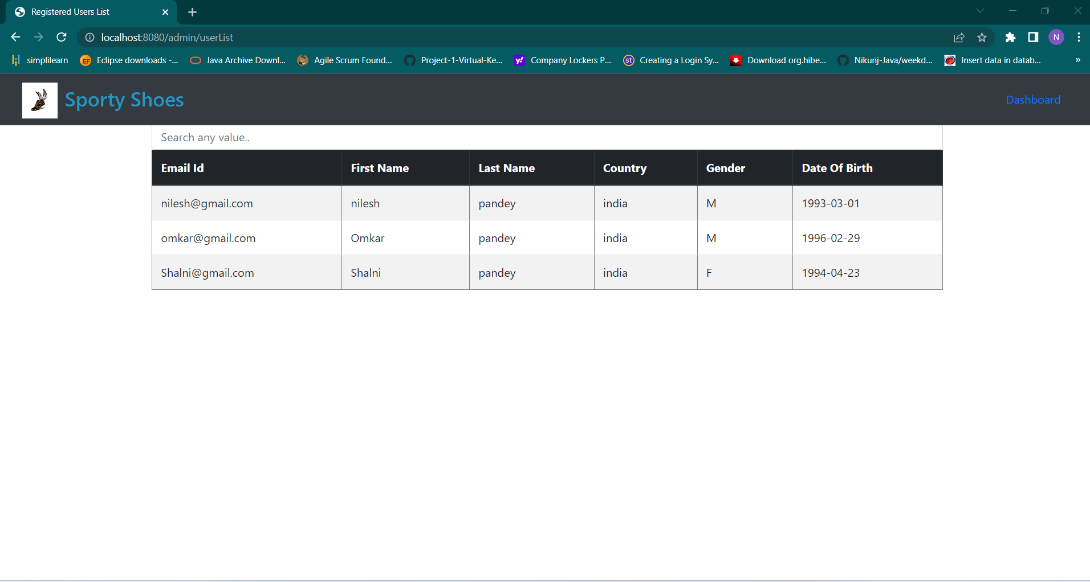 Registered Users List
localhost:8080/admin/userList
N
simplilearn EF Eclipse downloads -... Java Archive Downl... Agile Scrum Found... Project-1-Virtual-Ke... y! Company Lockers P... st Creating a Login Sy... Download org.hibe... Nikunj-Java/weekd... Insert data in datab... »
Sporty Shoes Dashboard
Search any value..
Email Id First Name Last Name Country Gender Date Of Birth
nilesh@gmail.com nilesh pandey india M 1993-03-01
omkar@gmail.com Omkar pandey india M 1996-02-29
Shalni@gmail.com Shalni pandey india F 1994-04-23